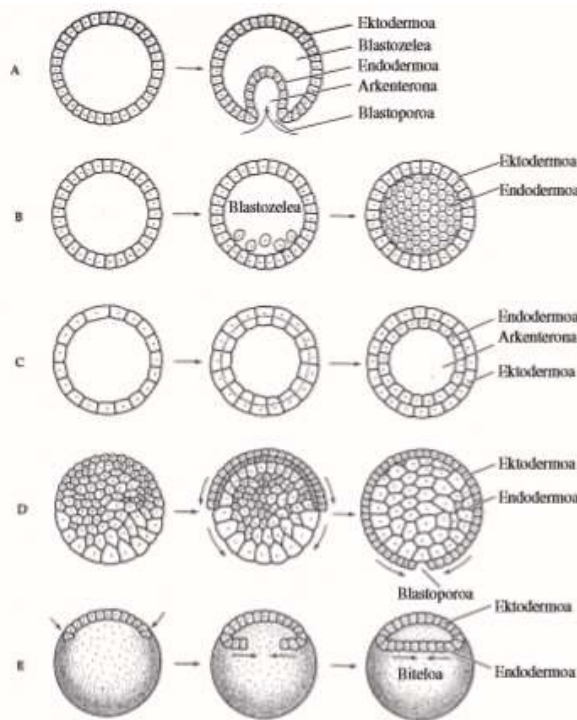 Ektodermoa
Blastozelea
Endodermoa
Arkenterona
Blastoporoa
A
Ektodermoa
Endodermoa
Blastozelea
B
Endodermoa
Arkenterona
Ektodermoa
C
Ektodermoa
Endodermoa
D
Blastoporoa
Ektodermoa
E
Biteloa
Endodermoa